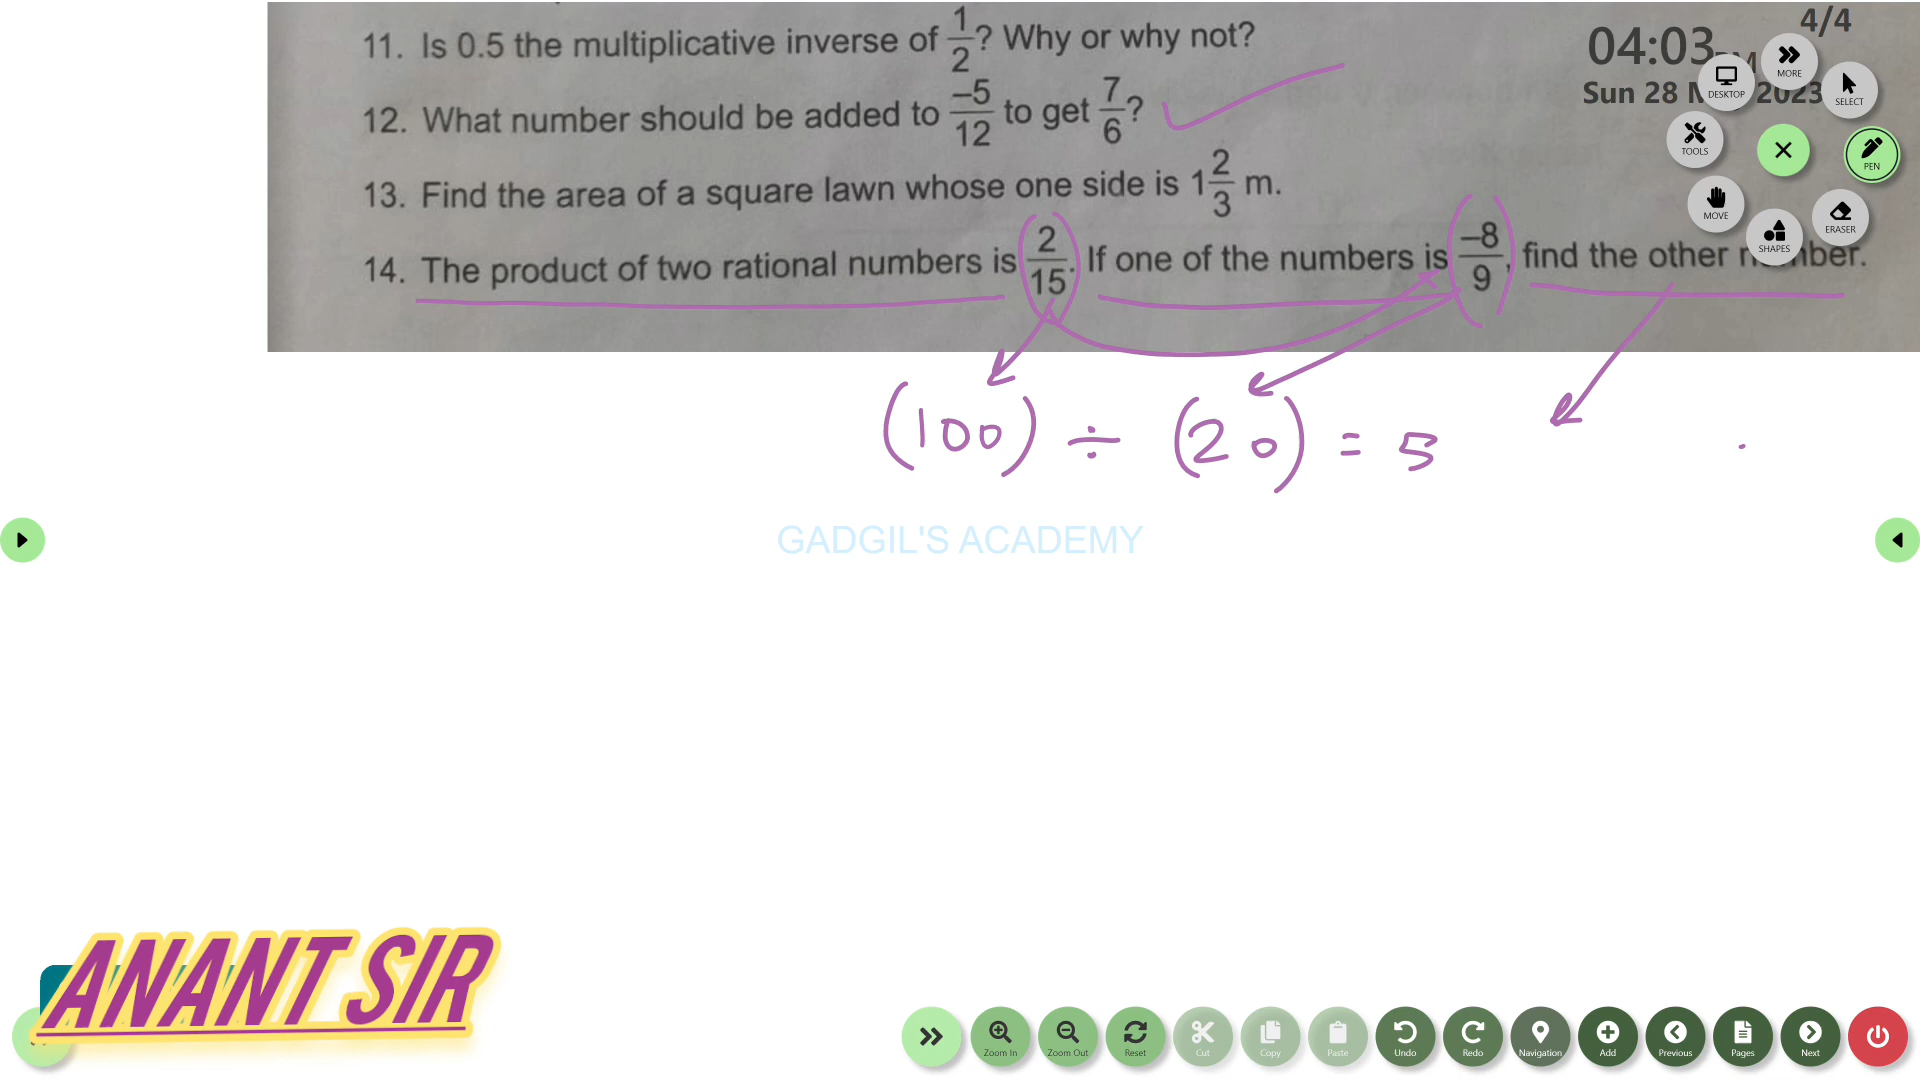 11. Is 0.5 the multiplicative inverse of 1/2? Why or why not?
12. What number should be added to –5/12 to get 7/6?
13. Find the area of a square lawn whose one side is 1 2/3 m.
14. The product of two rational numbers is 2/15. If one of the numbers is –8/9, find the other number.
4/4
04:03
Sun 28 2023
MORE
DESKTOP
SELECT
TOOLS
PEN
MOVE
ERASER
SHAPES
(100) ÷ (20) = 5
GADGIL'S ACADEMY
ANANT SIR
Zoom In Zoom Out Reset Cut Copy Paste Undo Redo Navigation Add Previous Pages Next